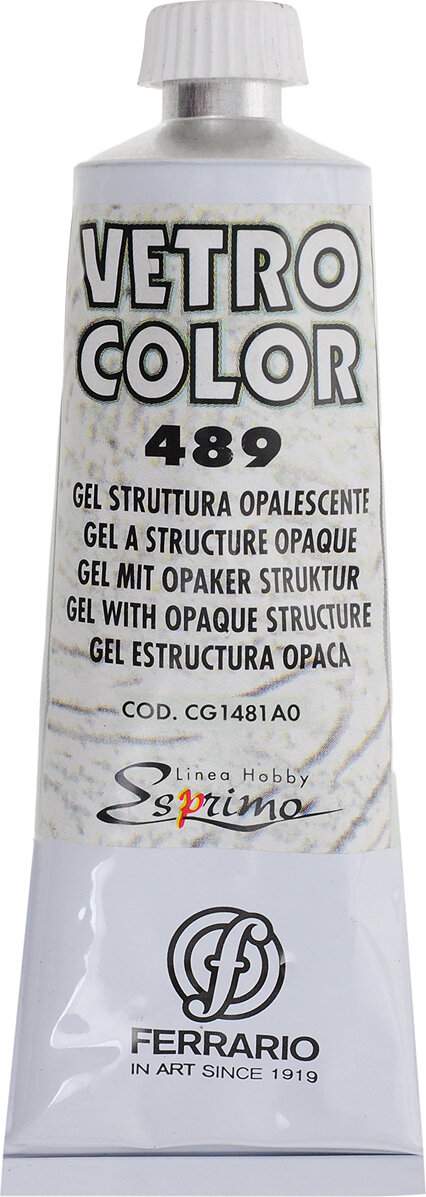 VETRO
COLOR
489
GEL STRUTTURA OPALESCENTE
GEL A STRUCTURE OPAQUE
GEL MIT OPAKER STRUKTUR
GEL WITH OPAQUE STRUCTURE
GEL ESTRUCTURA OPACA
COD. CG1481A0
Linea Hobby
Esprimo
f
FERRARIO
IN ART SINCE 1919